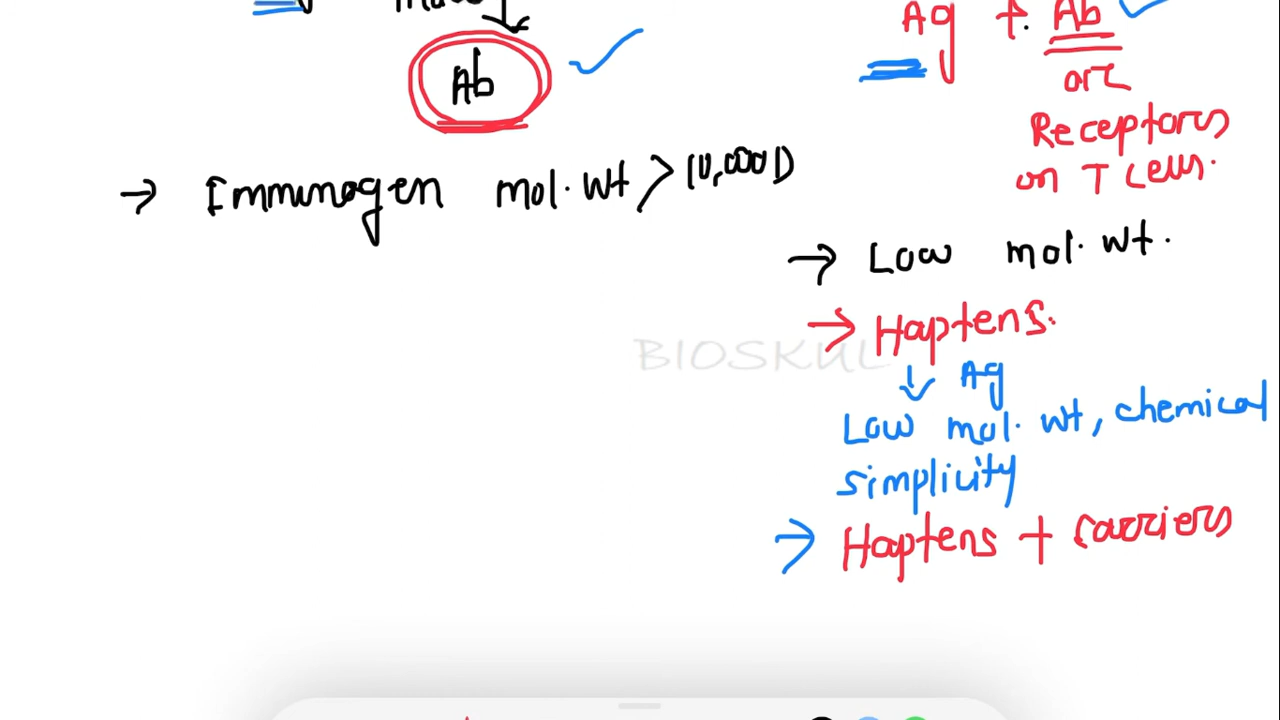 Ab
→ Immunogen mol. wt > 10,000D
Ag + Ab
or
Receptors
on T cells.
→ Low mol. wt.
→ Haptens.
↓ Ag
Low mol. wt, chemical
simplicity
→ Haptens + carriers
BIOSKUL